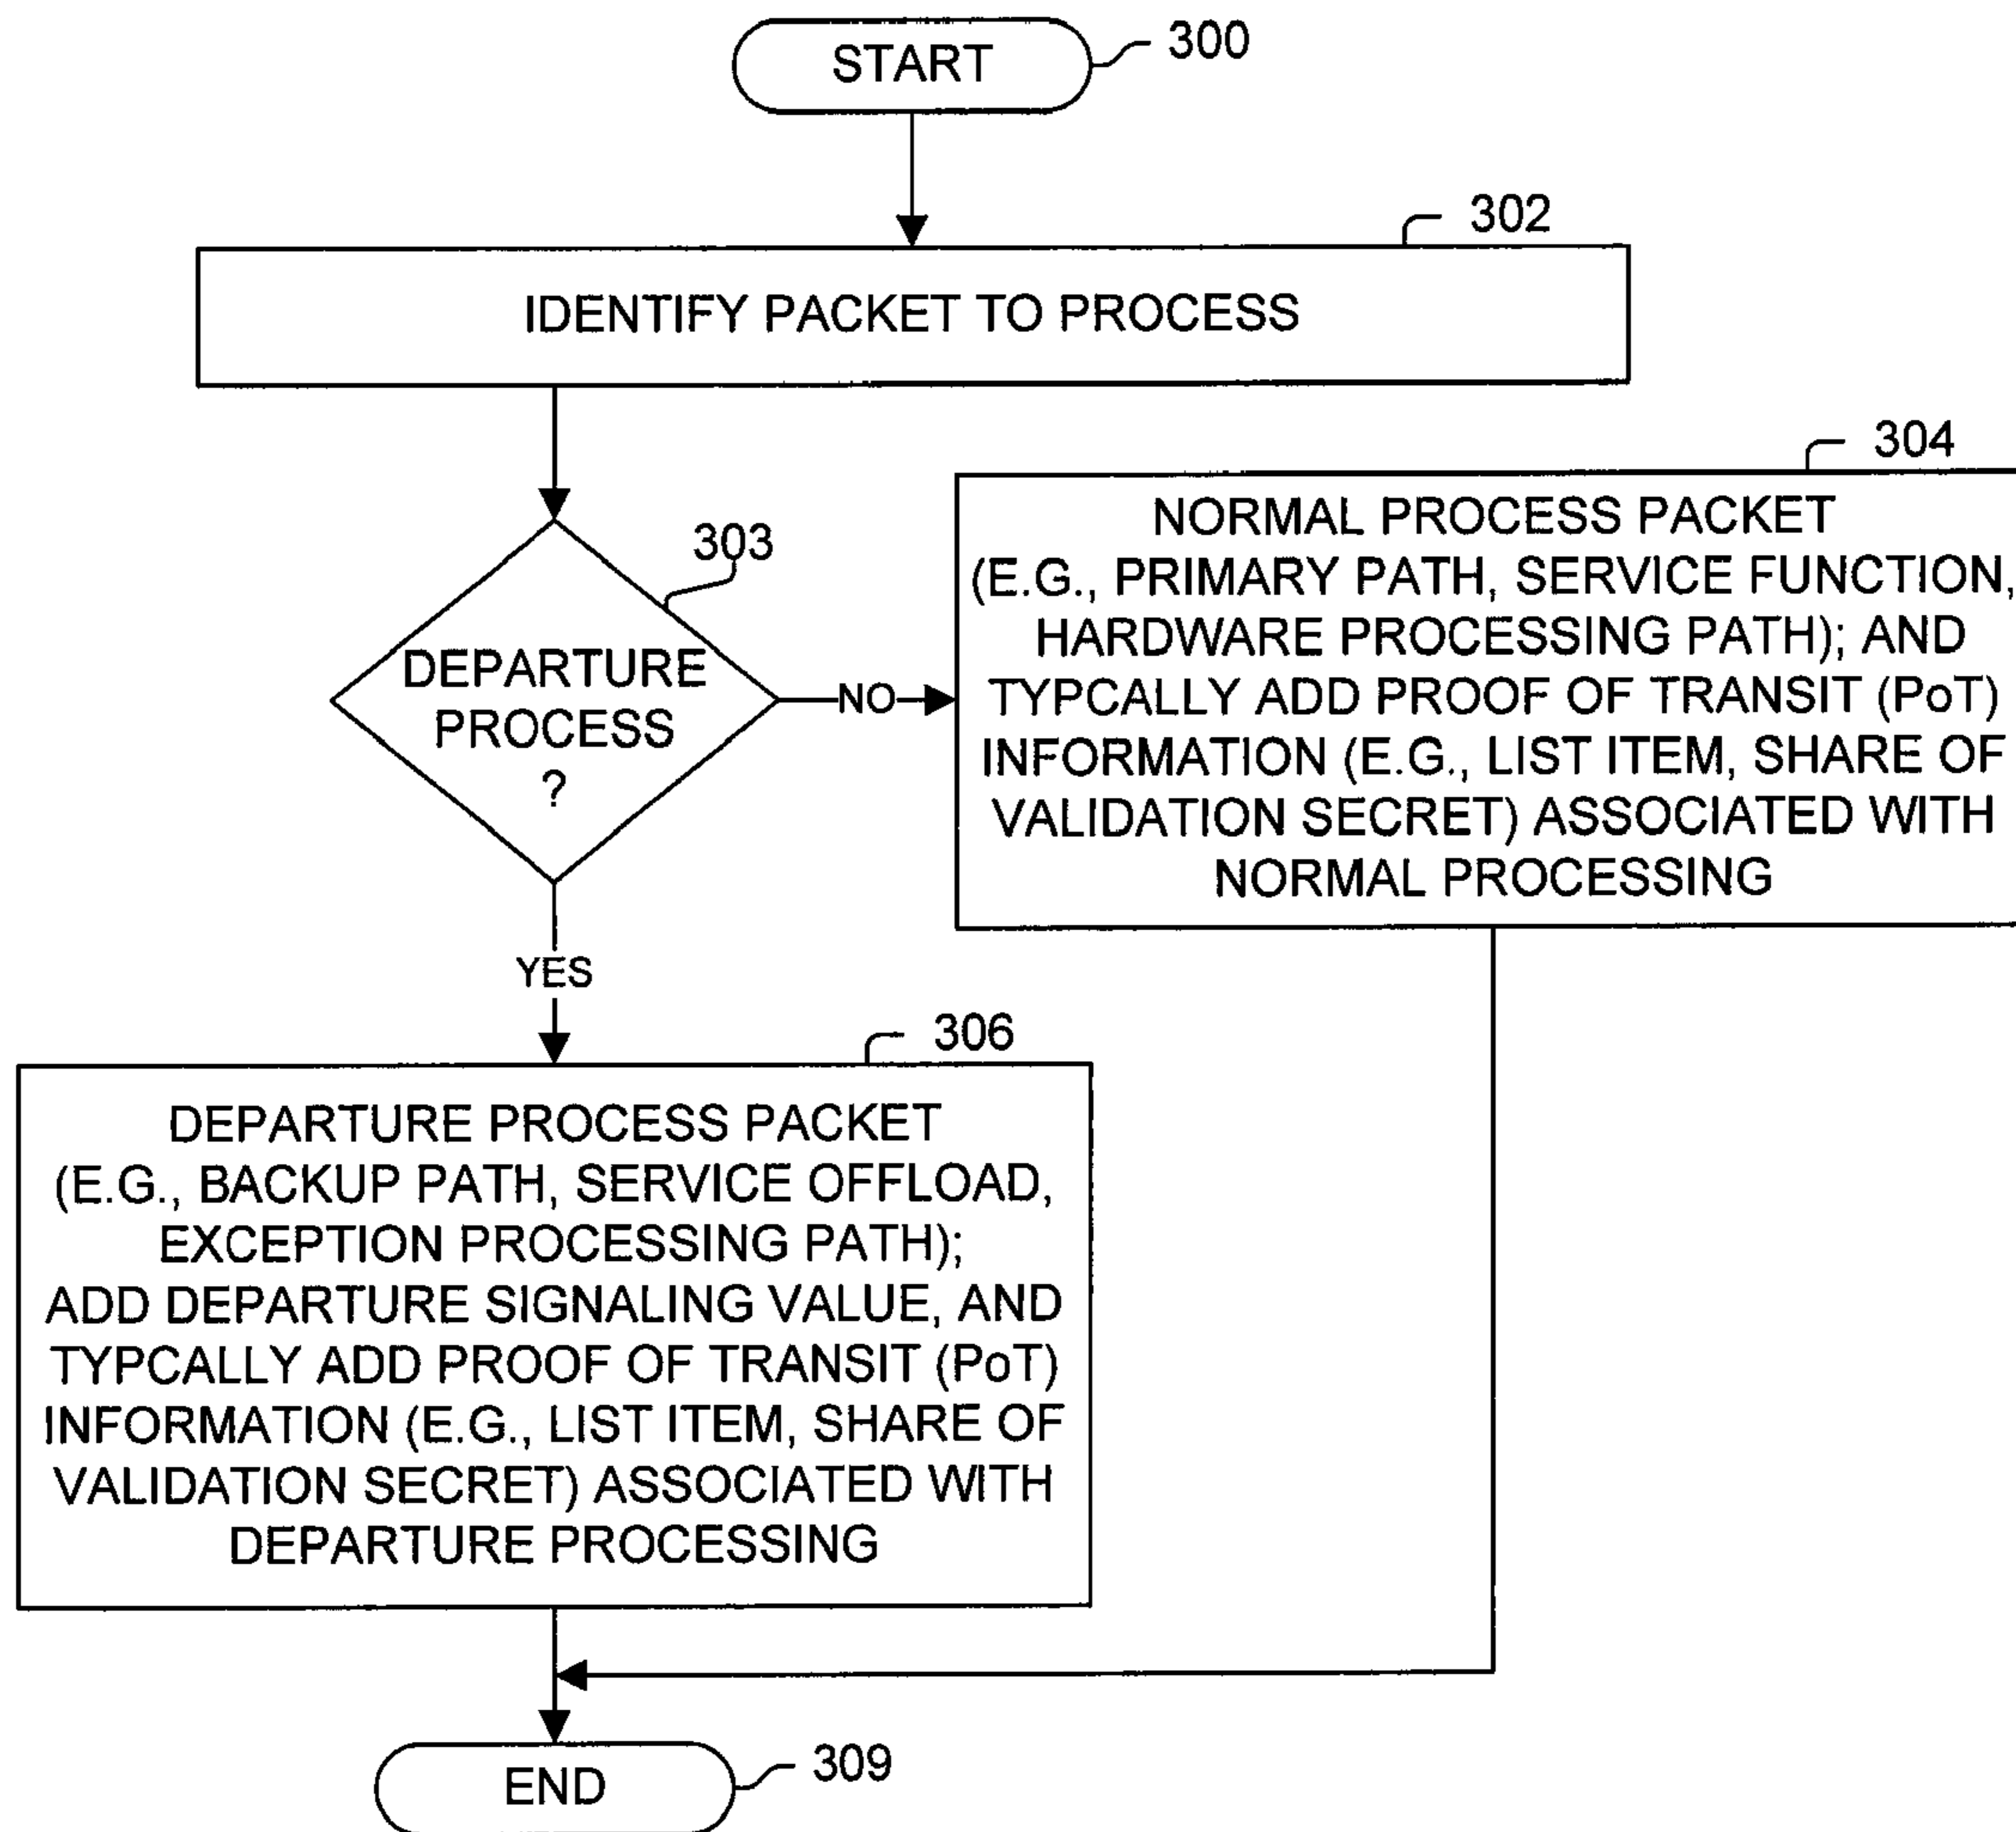 START
300
302
IDENTIFY PACKET TO PROCESS
303
DEPARTURE
PROCESS
?
NO
304
NORMAL PROCESS PACKET
(E.G., PRIMARY PATH, SERVICE FUNCTION,
HARDWARE PROCESSING PATH); AND
TYPCALLY ADD PROOF OF TRANSIT (PoT)
INFORMATION (E.G., LIST ITEM, SHARE OF
VALIDATION SECRET) ASSOCIATED WITH
NORMAL PROCESSING
YES
306
DEPARTURE PROCESS PACKET
(E.G., BACKUP PATH, SERVICE OFFLOAD,
EXCEPTION PROCESSING PATH);
ADD DEPARTURE SIGNALING VALUE, AND
TYPCALLY ADD PROOF OF TRANSIT (PoT)
INFORMATION (E.G., LIST ITEM, SHARE OF
VALIDATION SECRET) ASSOCIATED WITH
DEPARTURE PROCESSING
END
309